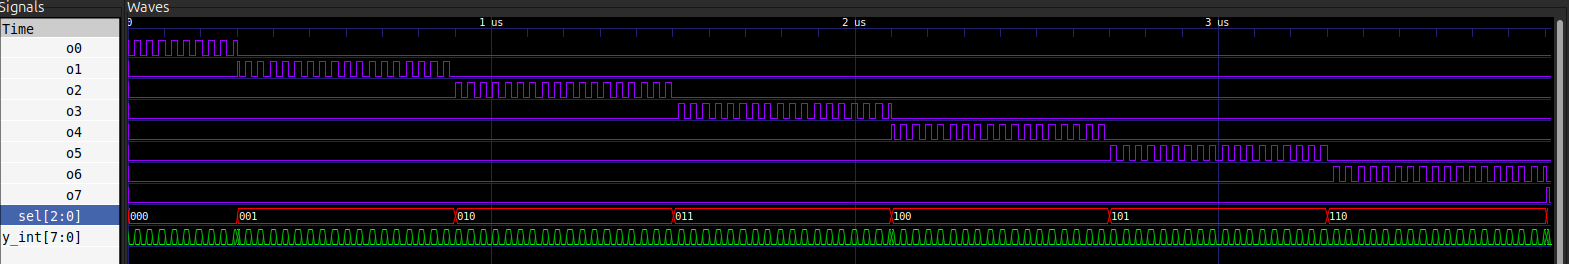 Signals
Waves
Time
0
1 us
2 us
3 us
o0
o1
o2
o3
o4
o5
o6
o7
sel[2:0]
000
001
010
011
100
101
110
y_int[7:0]